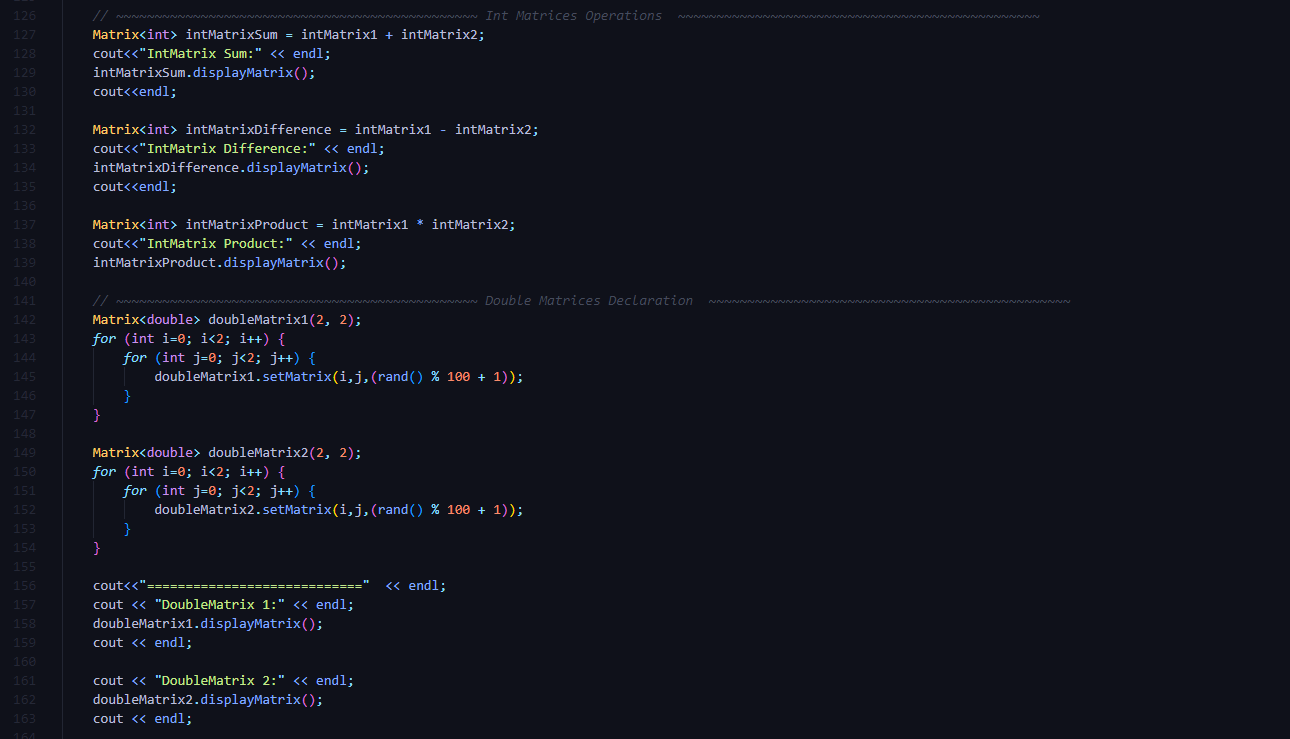 126 // ~~~~~~~~~~~~~~~~~~~~~~~~~~~~~~~~~~~~~~~~~~~~~~~ Int Matrices Operations  ~~~~~~~~~~~~~~~~~~~~~~~~~~~~~~~~~~~~~~~~~~~~~~~
127 Matrix<int> intMatrixSum = intMatrix1 + intMatrix2;
128 cout<<"IntMatrix Sum:" << endl;
129 intMatrixSum.displayMatrix();
130 cout<<endl;
131
132 Matrix<int> intMatrixDifference = intMatrix1 - intMatrix2;
133 cout<<"IntMatrix Difference:" << endl;
134 intMatrixDifference.displayMatrix();
135 cout<<endl;
136
137 Matrix<int> intMatrixProduct = intMatrix1 * intMatrix2;
138 cout<<"IntMatrix Product:" << endl;
139 intMatrixProduct.displayMatrix();
140
141 // ~~~~~~~~~~~~~~~~~~~~~~~~~~~~~~~~~~~~~~~~~~~~~~~ Double Matrices Declaration  ~~~~~~~~~~~~~~~~~~~~~~~~~~~~~~~~~~~~~~~~~~~~~~~
142 Matrix<double> doubleMatrix1(2, 2);
143 for (int i=0; i<2; i++) {
144     for (int j=0; j<2; j++) {
145         doubleMatrix1.setMatrix(i,j,(rand() % 100 + 1));
146     }
147 }
148
149 Matrix<double> doubleMatrix2(2, 2);
150 for (int i=0; i<2; i++) {
151     for (int j=0; j<2; j++) {
152         doubleMatrix2.setMatrix(i,j,(rand() % 100 + 1));
153     }
154 }
155
156 cout<<"============================"  << endl;
157 cout << "DoubleMatrix 1:" << endl;
158 doubleMatrix1.displayMatrix();
159 cout << endl;
160
161 cout << "DoubleMatrix 2:" << endl;
162 doubleMatrix2.displayMatrix();
163 cout << endl;
164